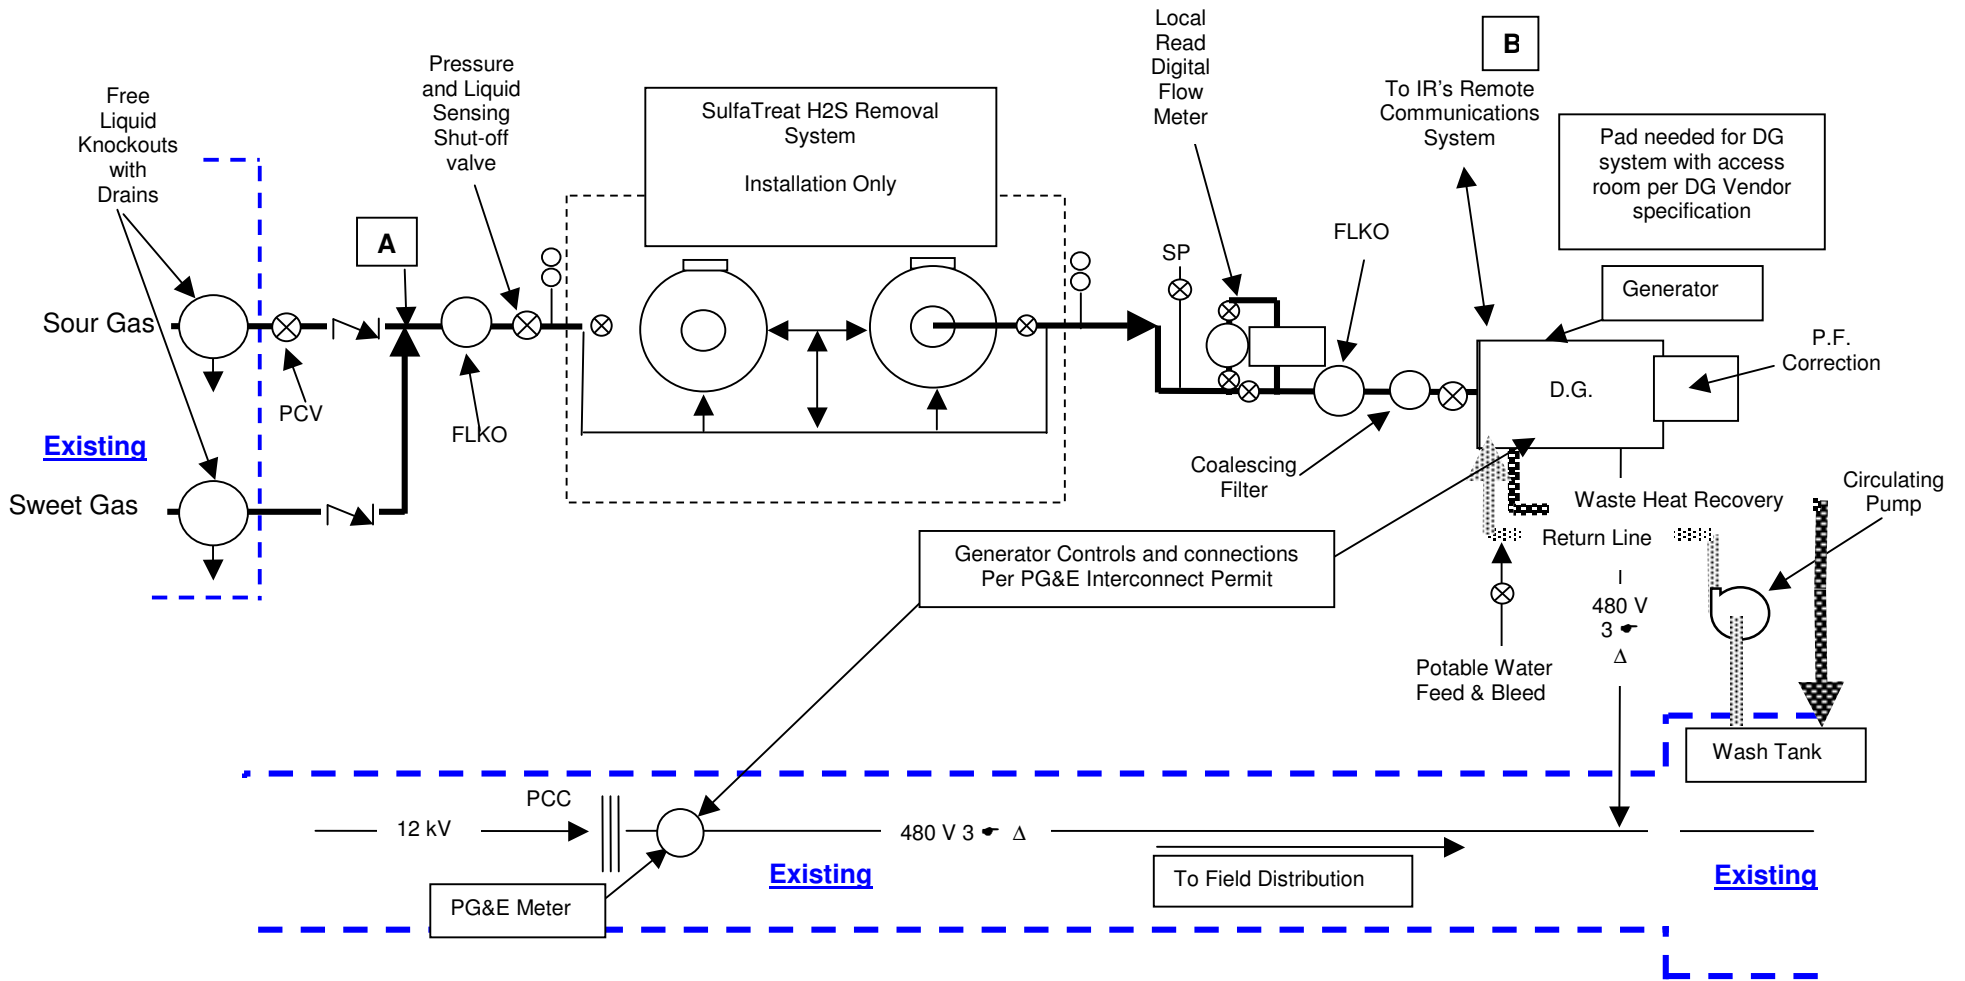 Local
Read
Digital
Flow
Meter
B
To IR's Remote
Communications
System
Pressure
and Liquid
Sensing
Shut-off
valve
Free
Liquid
Knockouts
with
Drains
SulfaTreat H2S Removal
System
Installation Only
Pad needed for DG
system with access
room per DG Vendor
specification
A
SP
FLKO
Generator
Sour Gas
P.F.
Correction
D.G.
PCV
FLKO
Existing
Sweet Gas
Coalescing
Filter
Waste Heat Recovery
Circulating
Pump
Return Line
Generator Controls and connections
Per PG&E Interconnect Permit
480 V
3 ☛
Δ
Potable Water
Feed & Bleed
Wash Tank
PCC
12 kV
480 V 3 ☛ Δ
Existing
To Field Distribution
Existing
PG&E Meter